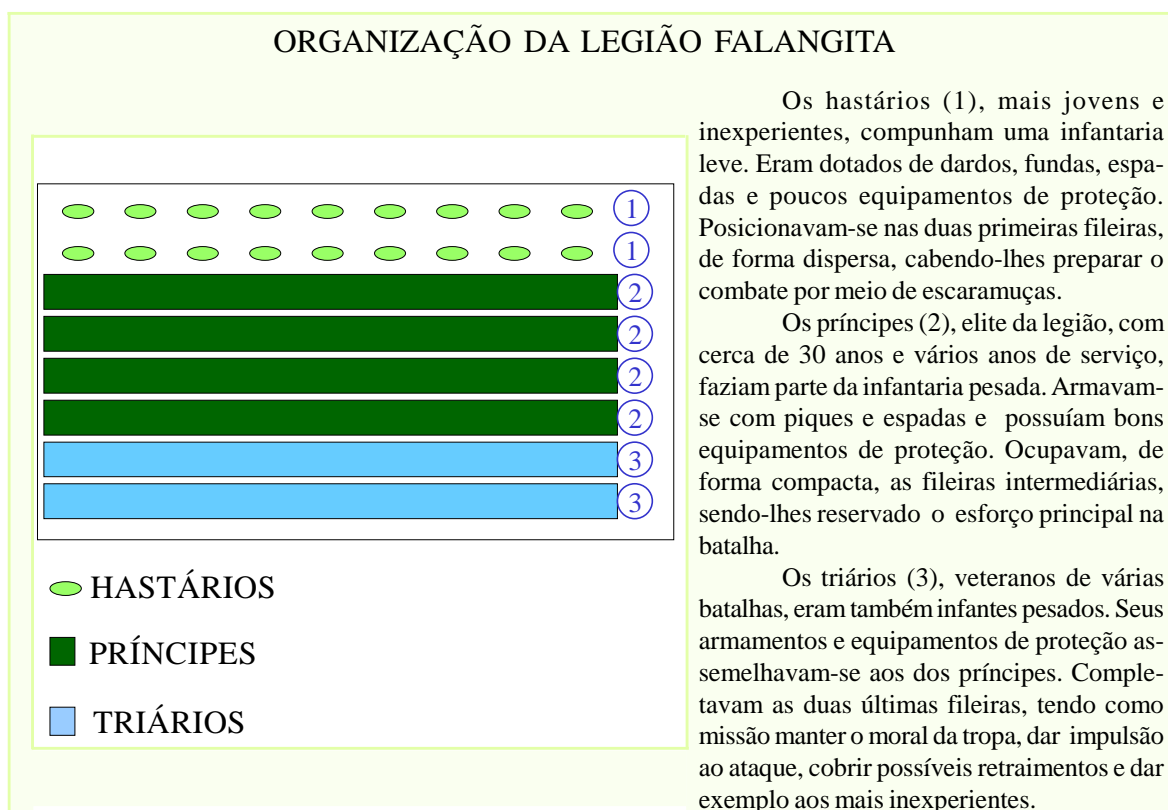 ORGANIZAÇÃO DA LEGIÃO FALANGITA
1
1
2
2
2
2
3
3
HASTÁRIOS
PRÍNCIPES
TRIÁRIOS
Os hastários (1), mais jovens e
inexperientes, compunham uma infantaria
leve. Eram dotados de dardos, fundas, espa-
das e poucos equipamentos de proteção.
Posicionavam-se nas duas primeiras fileiras,
de forma dispersa, cabendo-lhes preparar o
combate por meio de escaramuças.
Os príncipes (2), elite da legião, com
cerca de 30 anos e vários anos de serviço,
faziam parte da infantaria pesada. Armavam-
se com piques e espadas e possuíam bons
equipamentos de proteção. Ocupavam, de
forma compacta, as fileiras intermediárias,
sendo-lhes reservado o esforço principal na
batalha.
Os triários (3), veteranos de várias
batalhas, eram também infantes pesados. Seus
armamentos e equipamentos de proteção as-
semelhavam-se aos dos príncipes. Comple-
tavam as duas últimas fileiras, tendo como
missão manter o moral da tropa, dar impulsão
ao ataque, cobrir possíveis retraimentos e dar
exemplo aos mais inexperientes.